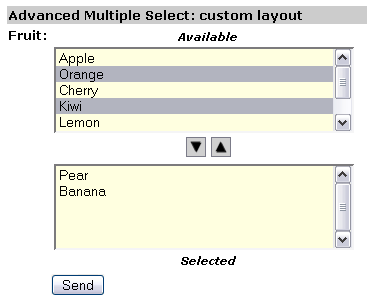 Advanced Multiple Select: custom layout
Fruit:
Available
Apple
Orange
Cherry
Kiwi
Lemon
Pear
Banana
Selected
Send